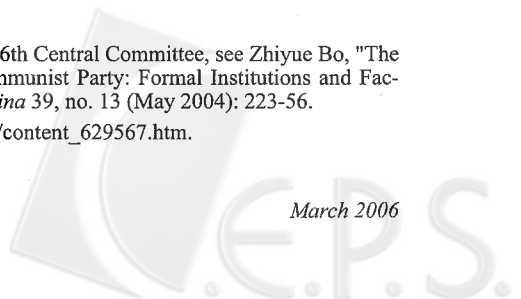 6th Central Committee, see Zhiyue Bo, "The
mmunist Party: Formal Institutions and Fac-
ina 39, no. 13 (May 2004): 223-56.
/content_629567.htm.
March 2006
C.E.P.S.